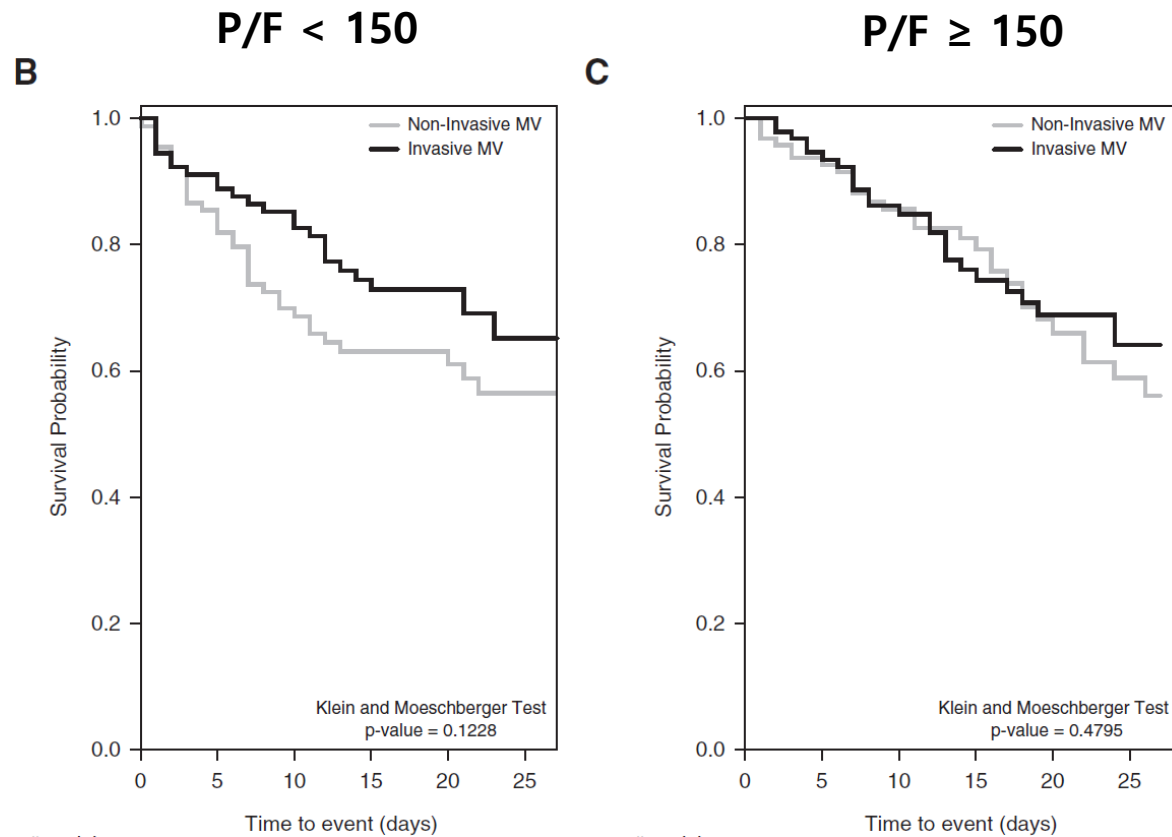 P/F < 150
B
1.0
0.8
0.6
0.4
0.2
0.0
Survival Probability
Non-Invasive MV
Invasive MV
Klein and Moeschberger Test
p-value = 0.1228
0 5 10 15 20 25
Time to event (days)
P/F ≥ 150
C
1.0
0.8
0.6
0.4
0.2
0.0
Survival Probability
Non-Invasive MV
Invasive MV
Klein and Moeschberger Test
p-value = 0.4795
0 5 10 15 20 25
Time to event (days)